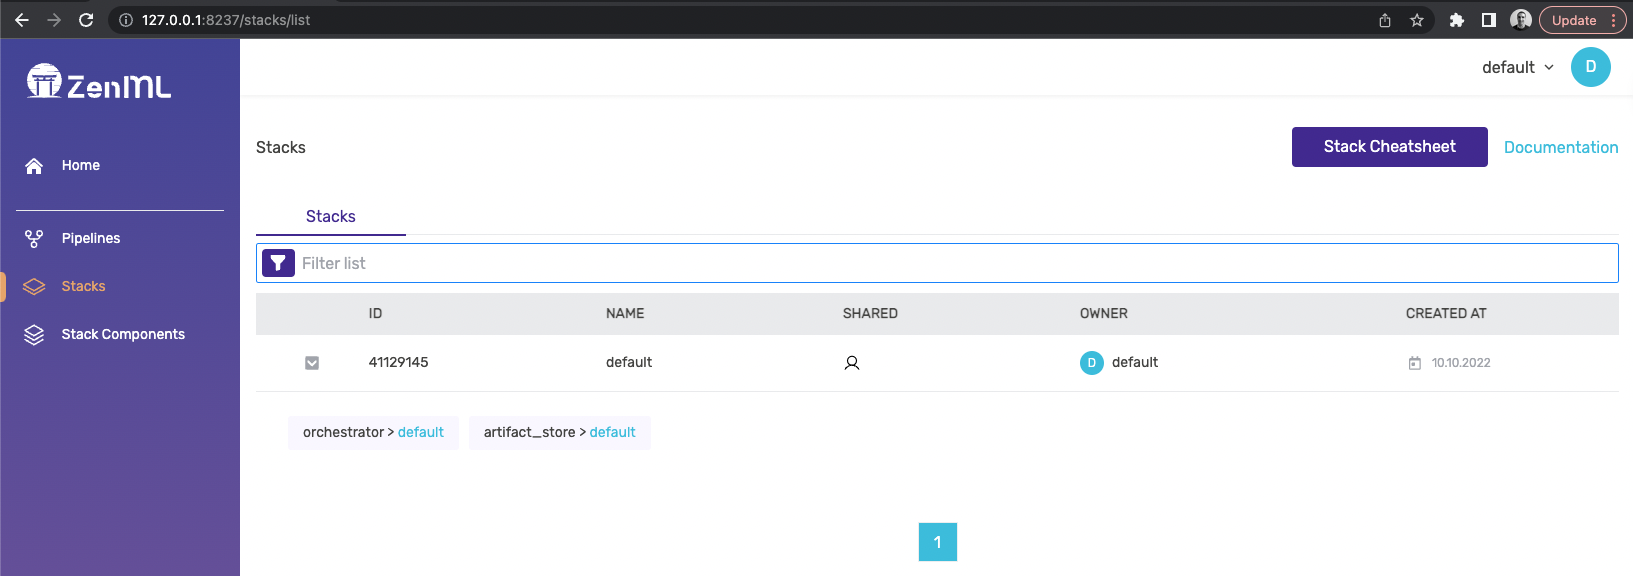 127.0.0.1:8237/stacks/list
Update
ZenML
default
D
Home
Pipelines
Stacks
Stack Components
Stacks
Stack Cheatsheet
Documentation
Stacks
Filter list
ID NAME SHARED OWNER CREATED AT
41129145 default D default 10.10.2022
orchestrator > default artifact_store > default
1